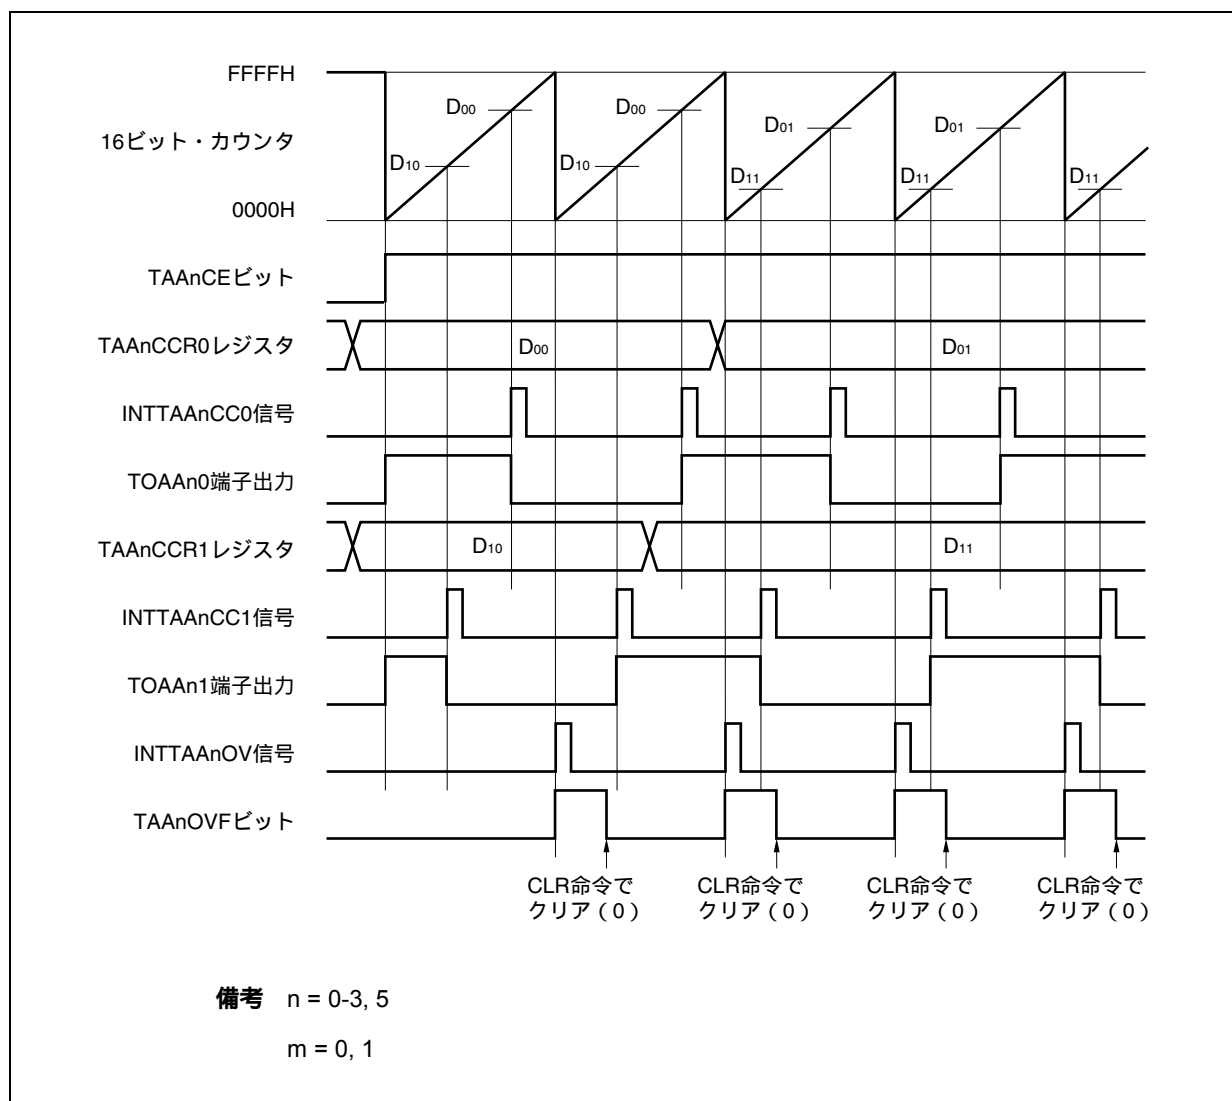 FFFFH
D00 D00
D01 D01
16ビット・カウンタ
D10 D10
D11 D11 D11
0000H
TAAnCEビット
TAAnCCR0レジスタ D00 D01
INTTAAnCC0信号
TOAAn0端子出力
TAAnCCR1レジスタ D10 D11
INTTAAnCC1信号
TOAAn1端子出力
INTTAAnOV信号
TAAnOVFビット
CLR命令で CLR命令で CLR命令で CLR命令で
クリア（0） クリア（0） クリア（0） クリア（0）
備考 n = 0-3, 5
m = 0, 1